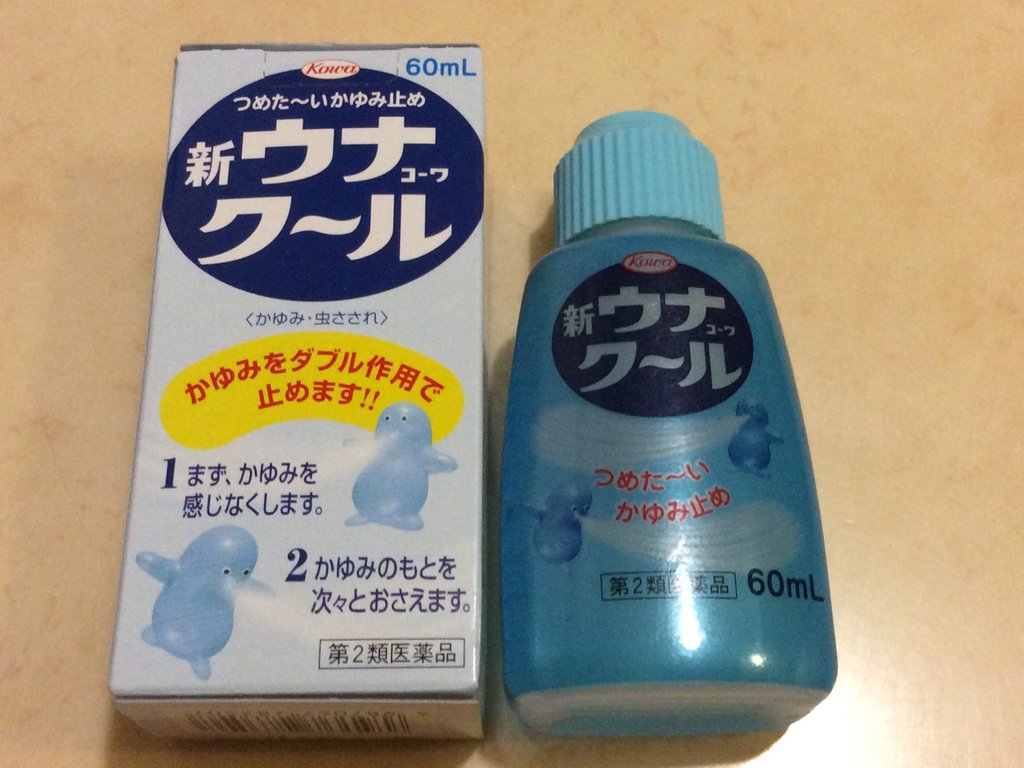 Kowa
60mL
つめた〜いかゆみ止め
新ウナ
コーワ
ク〜ル
〈かゆみ・虫さされ〉
かゆみをダブル作用で
止めます!!
1 まず、かゆみを
感じなくします。
2 かゆみのもとを
次々とおさえます。
第2類医薬品
Kowa
新ウナ
コーワ
ク〜ル
つめた〜い
かゆみ止め
第2類医薬品 60mL